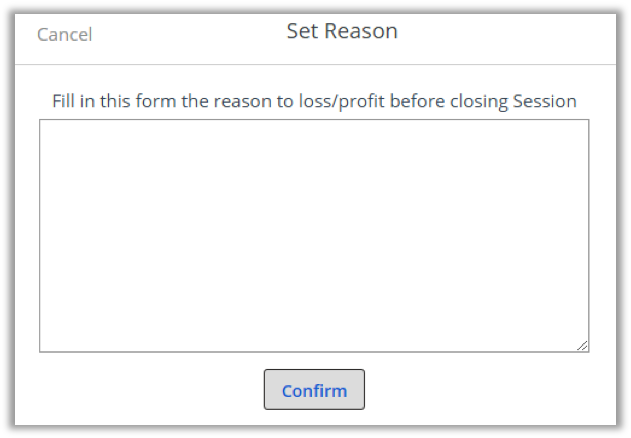 Cancel
Set Reason
Fill in this form the reason to loss/profit before closing Session
Confirm